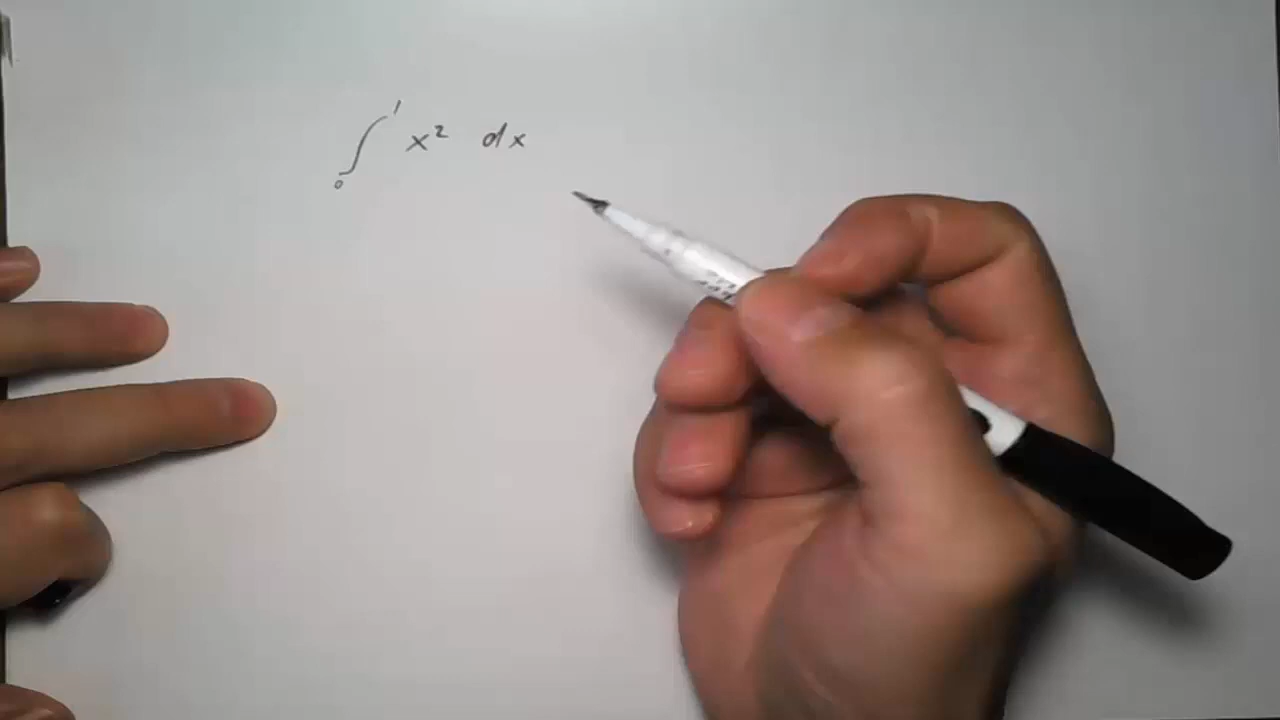 ∫₀¹ x² dx